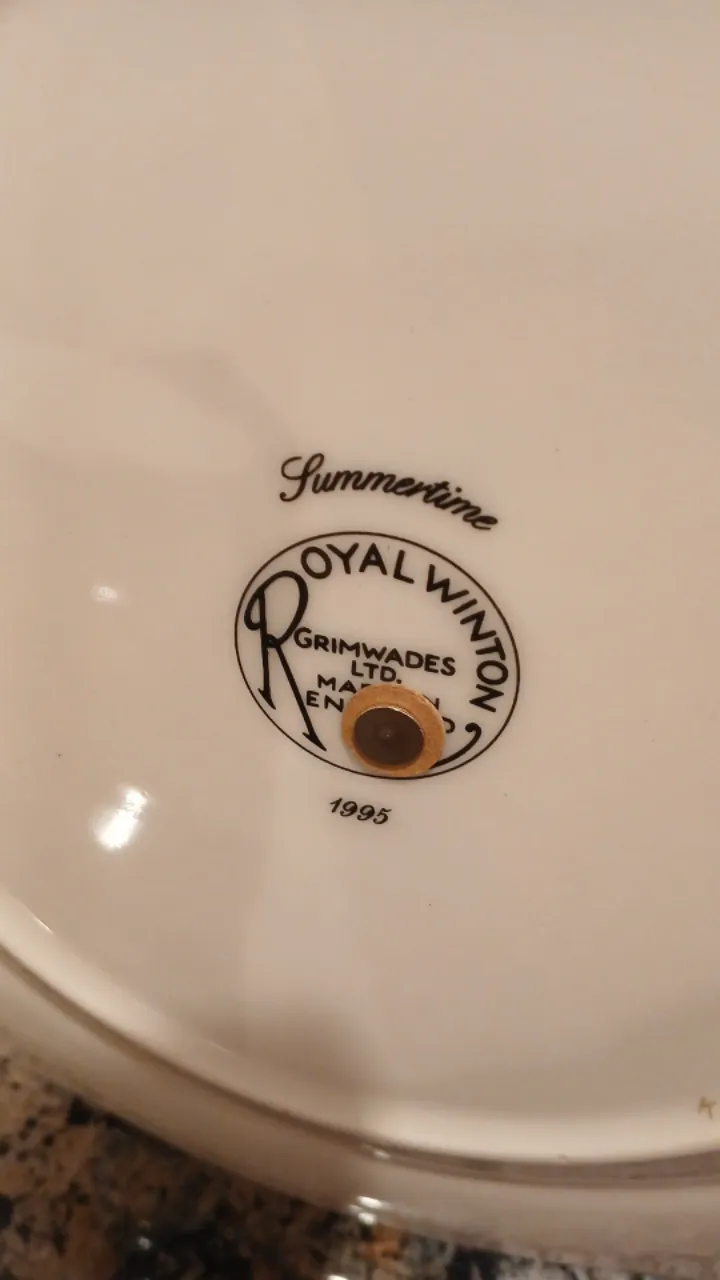 Summertime
ROYAL WINTON
GRIMWADES
LTD.
1995